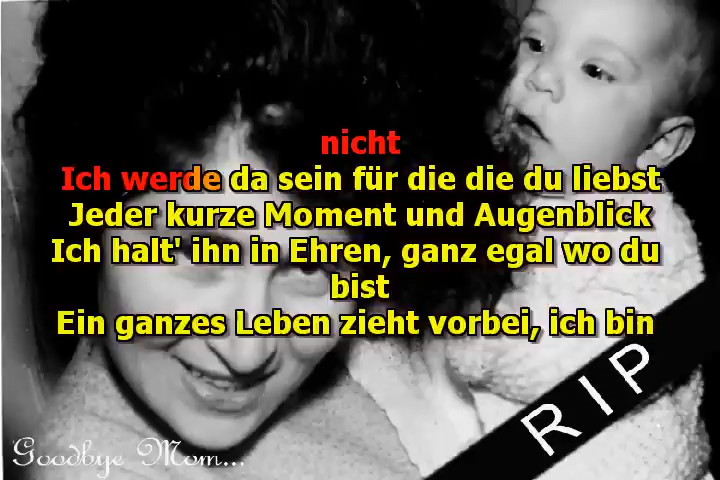 nicht
Ich werde da sein für die die du liebst
Jeder kurze Moment und Augenblick
Ich halt' ihn in Ehren, ganz egal wo du
bist
Ein ganzes Leben zieht vorbei, ich bin
R I P
Goodbye Mom...